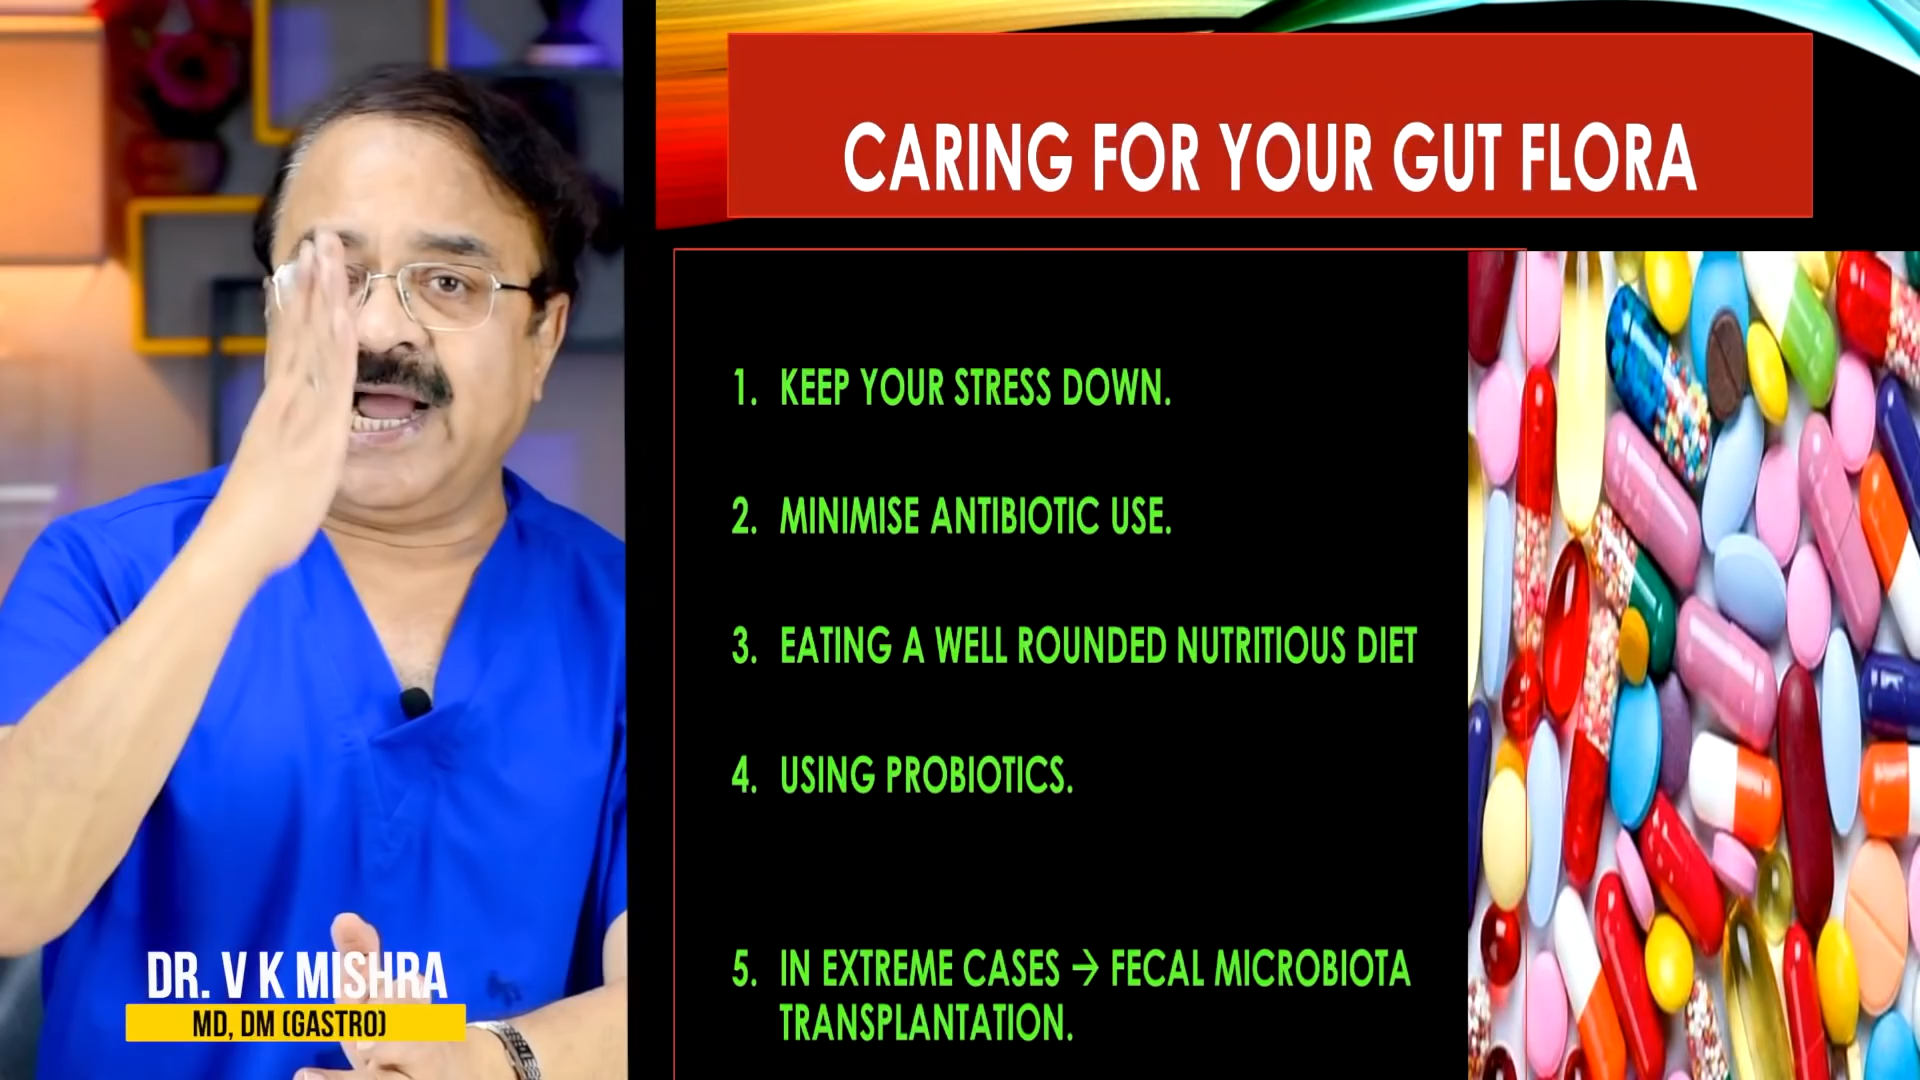 CARING FOR YOUR GUT FLORA
1. KEEP YOUR STRESS DOWN.
2. MINIMISE ANTIBIOTIC USE.
3. EATING A WELL ROUNDED NUTRITIOUS DIET
4. USING PROBIOTICS.
5. IN EXTREME CASES → FECAL MICROBIOTA
TRANSPLANTATION.
DR. V K MISHRA
MD, DM (GASTRO)